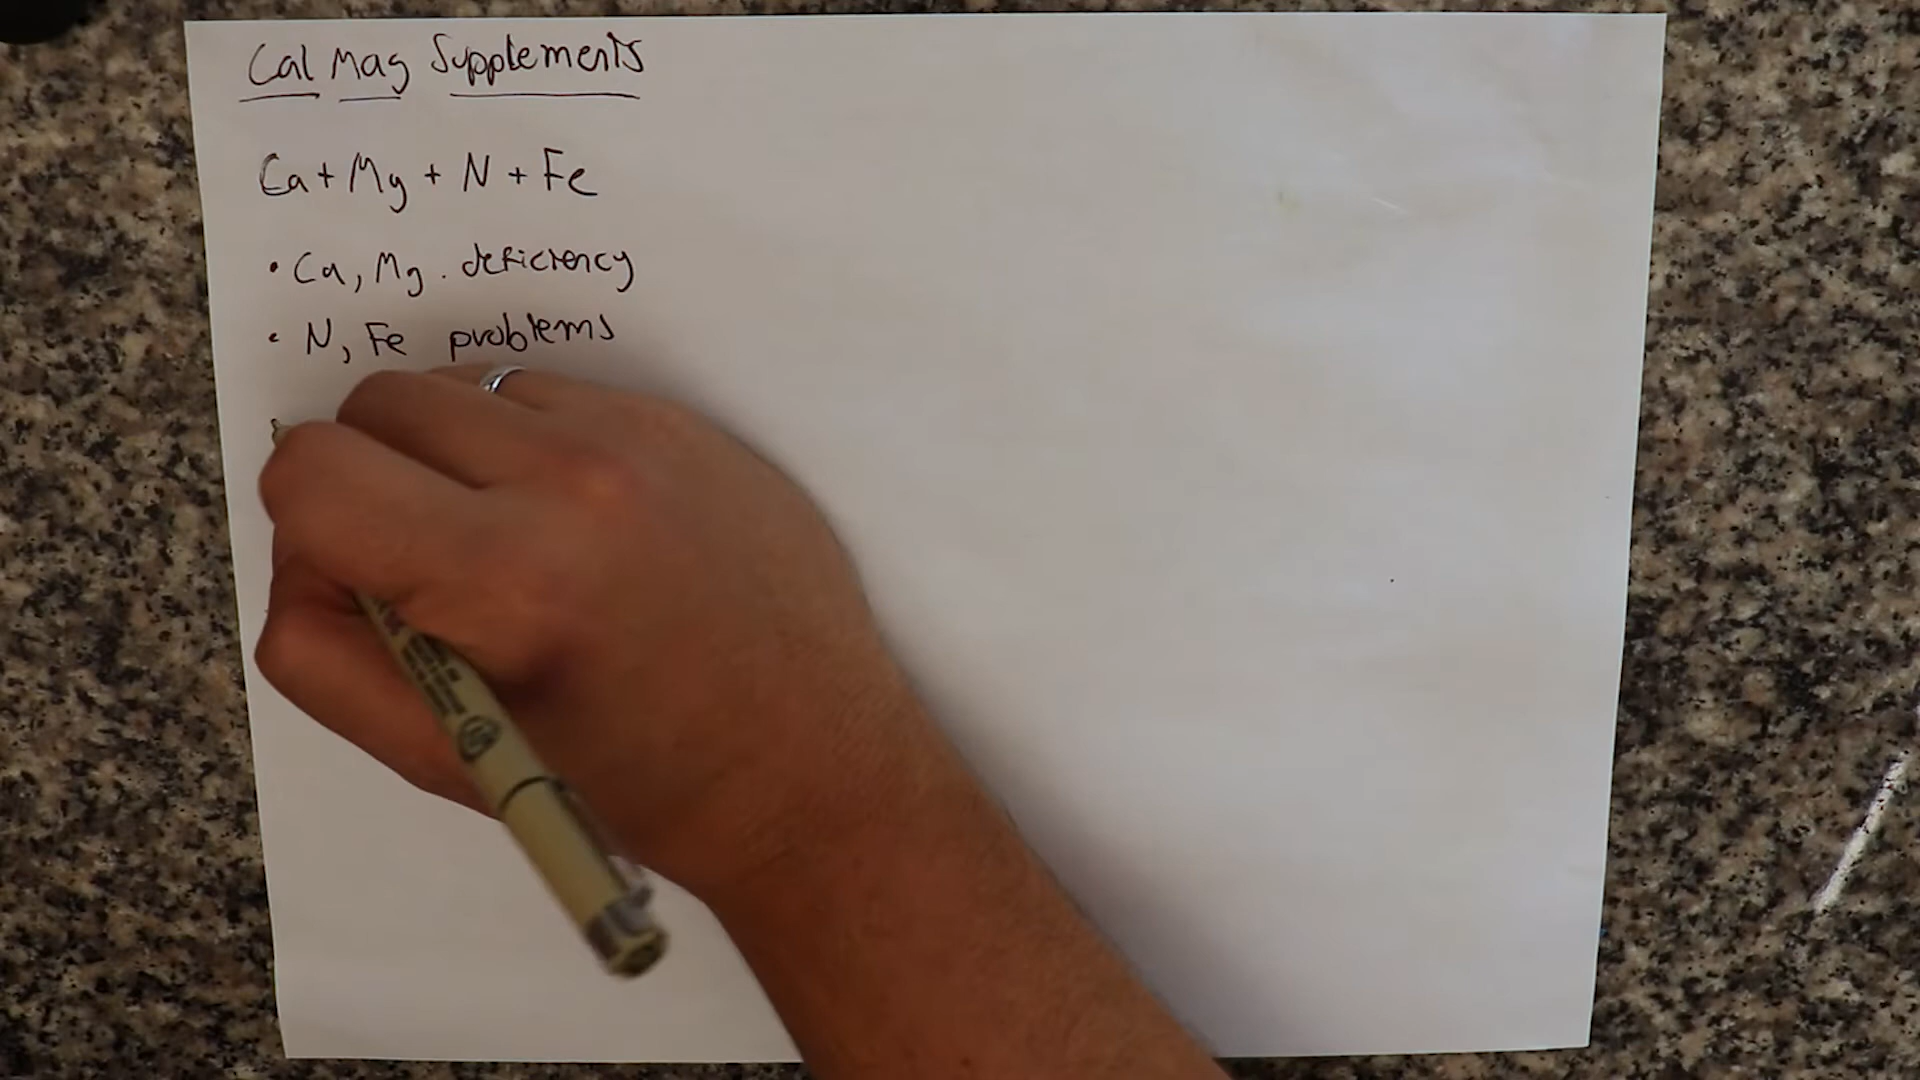 Cal Mag Supplements
Ca + Mg + N + Fe
• Ca, Mg. deficiency
• N, Fe problems